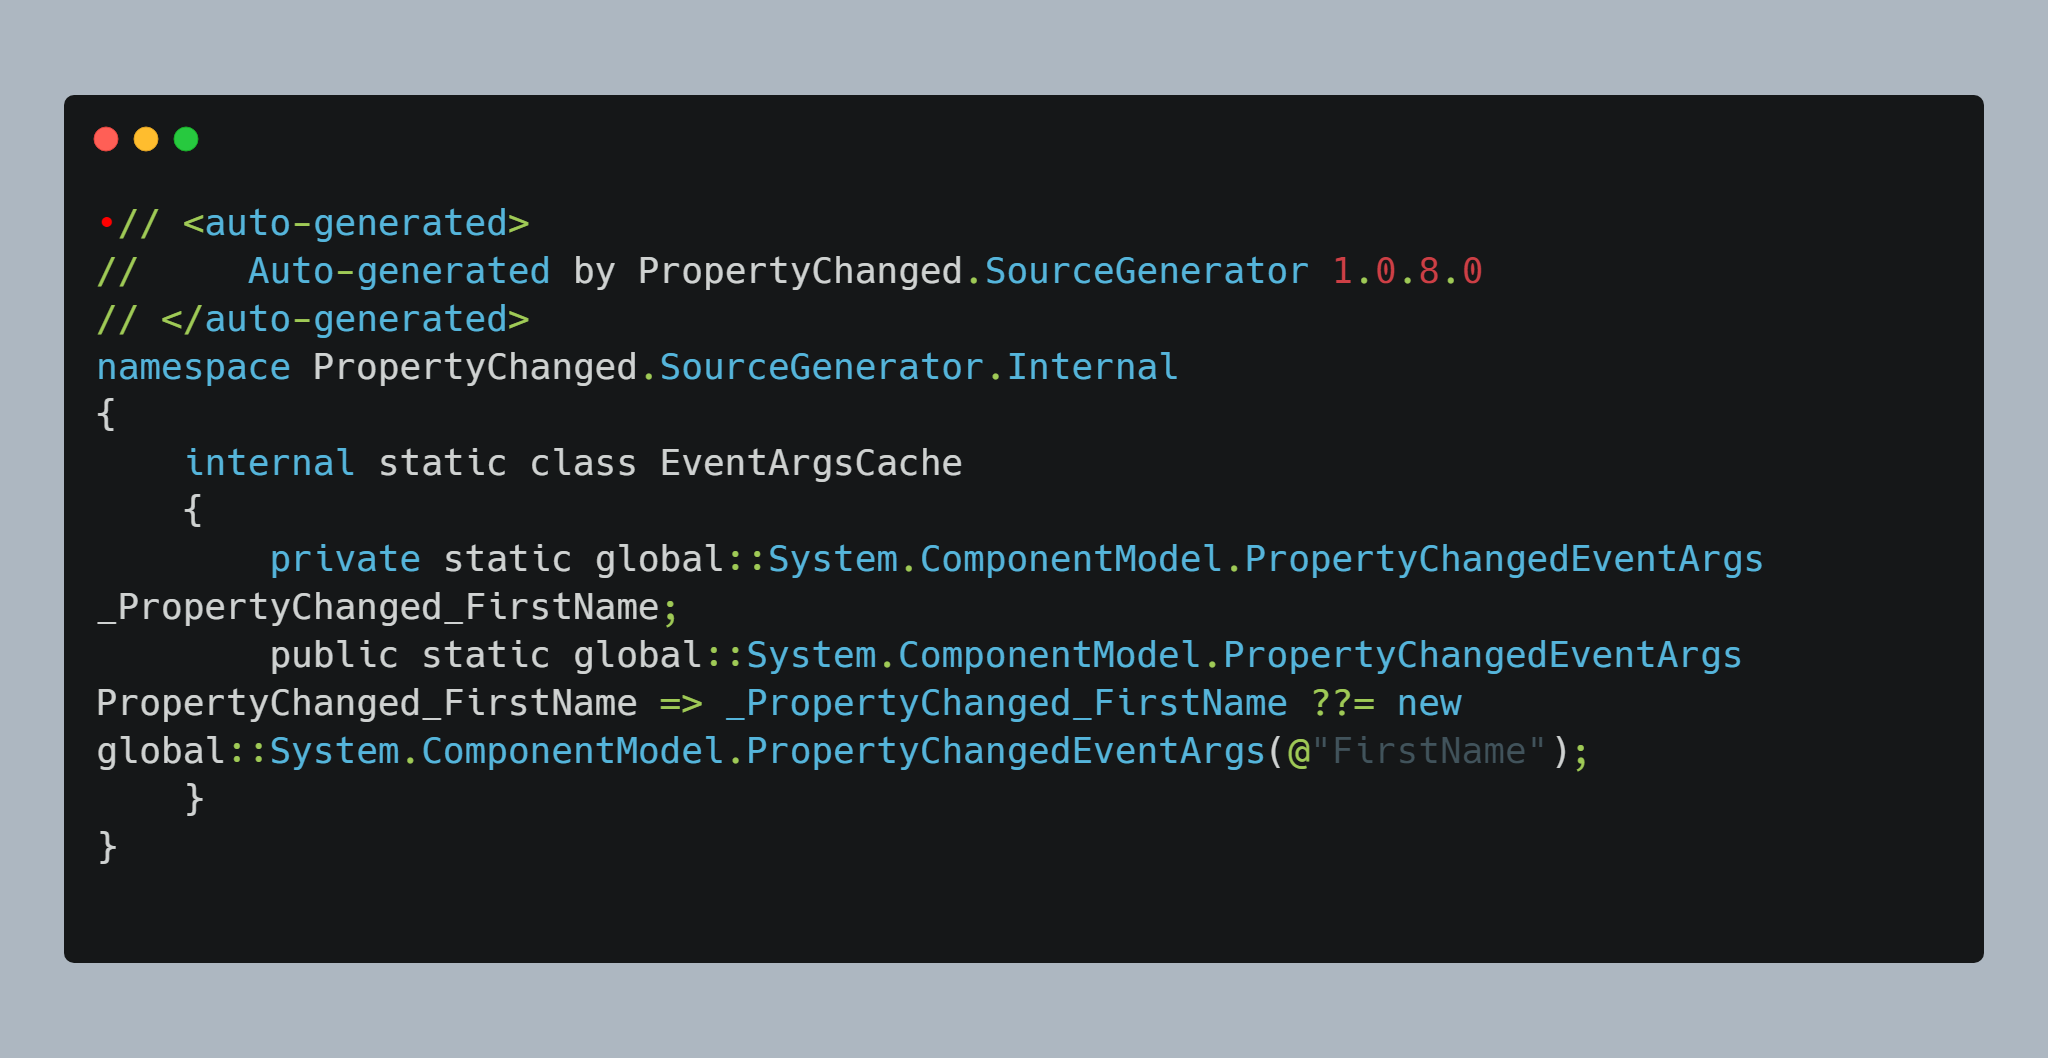 •// <auto-generated>
//     Auto-generated by PropertyChanged.SourceGenerator 1.0.8.0
// </auto-generated>
namespace PropertyChanged.SourceGenerator.Internal
{
    internal static class EventArgsCache
    {
        private static global::System.ComponentModel.PropertyChangedEventArgs
_PropertyChanged_FirstName;
        public static global::System.ComponentModel.PropertyChangedEventArgs
PropertyChanged_FirstName => _PropertyChanged_FirstName ??= new
global::System.ComponentModel.PropertyChangedEventArgs(@"FirstName");
    }
}